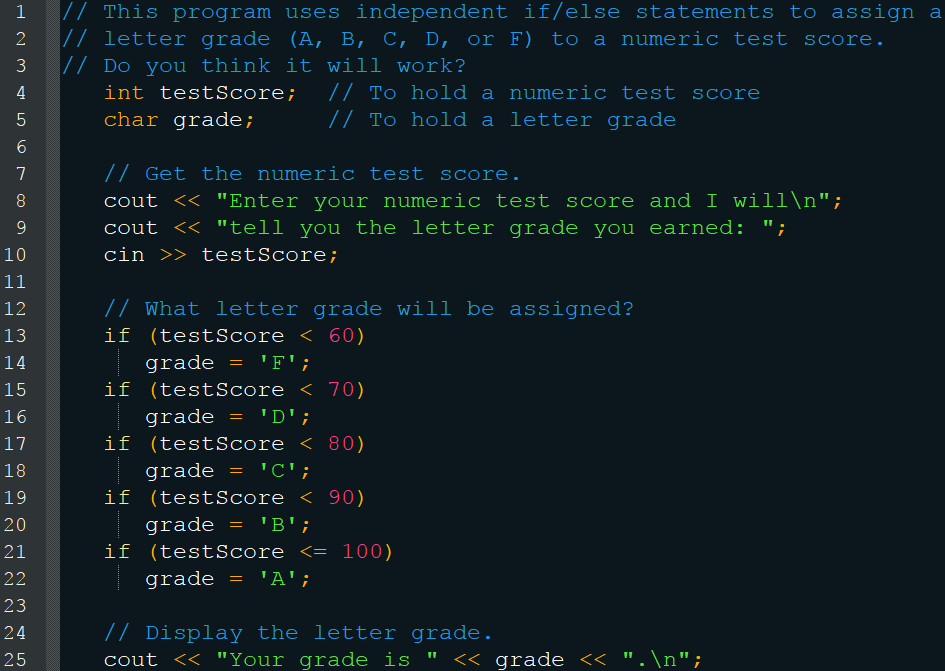 1 // This program uses independent if/else statements to assign a
2 // letter grade (A, B, C, D, or F) to a numeric test score.
3 // Do you think it will work?
4    int testScore;  // To hold a numeric test score
5    char grade;     // To hold a letter grade
6
7    // Get the numeric test score.
8    cout << "Enter your numeric test score and I will\n";
9    cout << "tell you the letter grade you earned: ";
10    cin >> testScore;
11
12    // What letter grade will be assigned?
13    if (testScore < 60)
14       grade = 'F';
15    if (testScore < 70)
16       grade = 'D';
17    if (testScore < 80)
18       grade = 'C';
19    if (testScore < 90)
20       grade = 'B';
21    if (testScore <= 100)
22       grade = 'A';
23
24    // Display the letter grade.
25    cout << "Your grade is " << grade << ".\n";